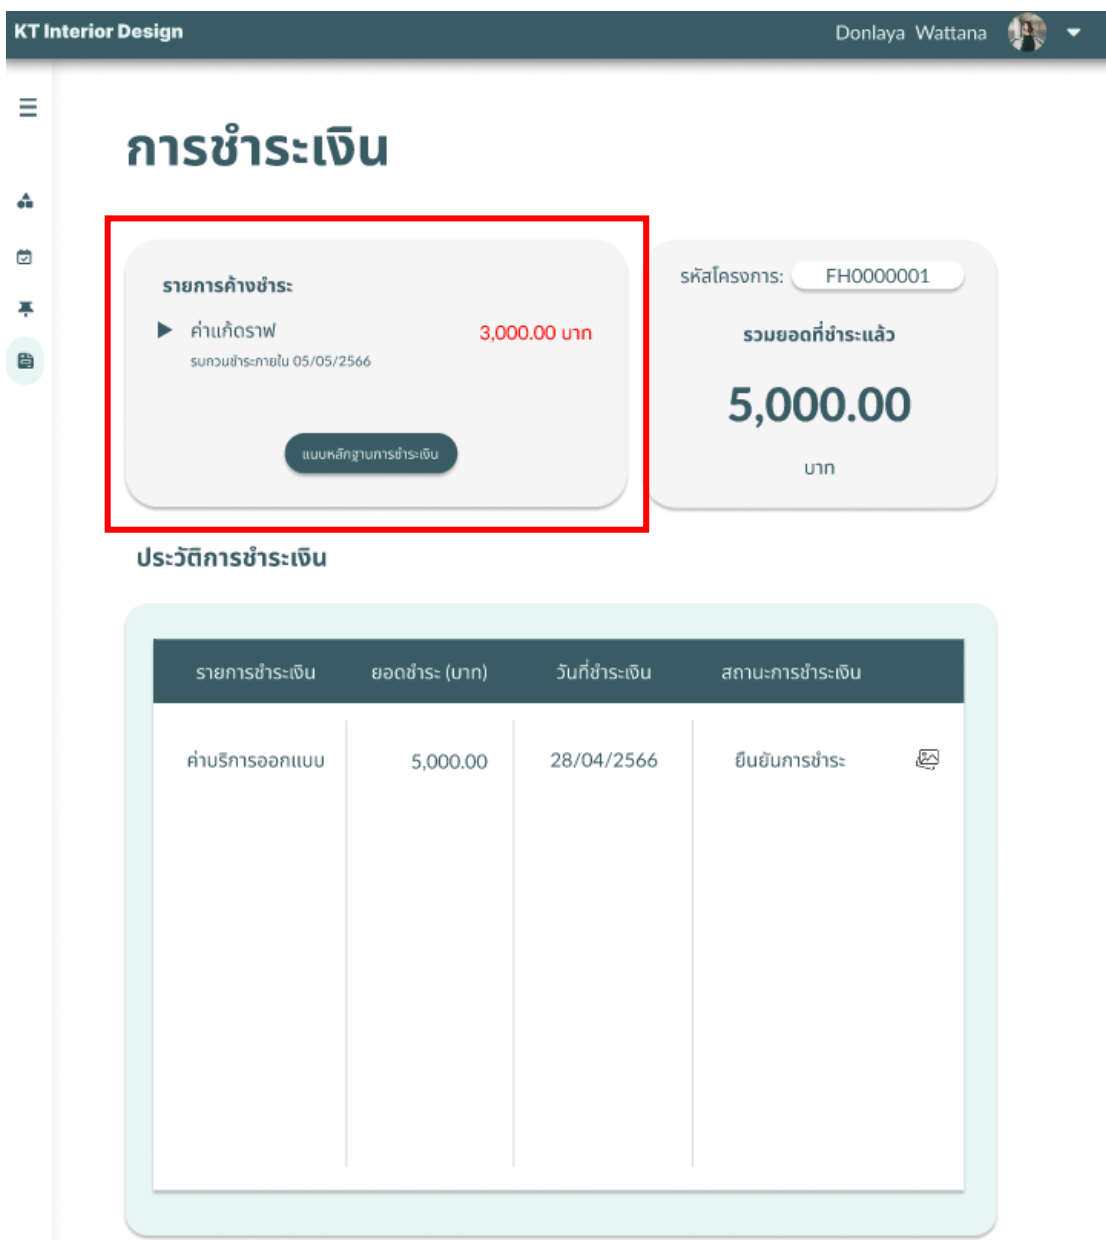 KT Interior Design
Donlaya Wattana
การชำระเงิน
รายการค้างชำระ
ค่าแก้ดราฟ 3,000.00 บาท
รบกวนชำระภายใน 05/05/2566
แนบหลักฐานการชำระเงิน
รหัสโครงการ: FH0000001
รวมยอดที่ชำระแล้ว
5,000.00
บาท
ประวัติการชำระเงิน
รายการชำระเงิน ยอดชำระ (บาท) วันที่ชำระเงิน สถานะการชำระเงิน
ค่าบริการออกแบบ 5,000.00 28/04/2566 ยืนยันการชำระ